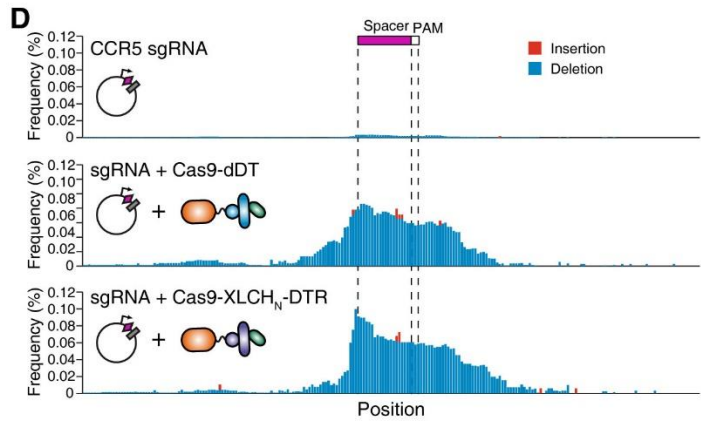 D
Spacer PAM
CCR5 sgRNA
Insertion
Deletion
Frequency (%)
0.12
0.10
0.08
0.06
0.04
0.02
0
sgRNA + Cas9-dDT
+
Frequency (%)
0.12
0.10
0.08
0.06
0.04
0.02
0
sgRNA + Cas9-XLCHN-DTR
+
Frequency (%)
0.12
0.10
0.08
0.06
0.04
0.02
0
Position